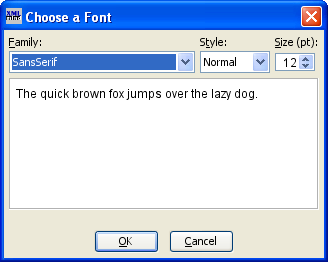 XML Choose a Font
Family: Style: Size (pt):
SansSerif Normal 12
The quick brown fox jumps over the lazy dog.
OK Cancel